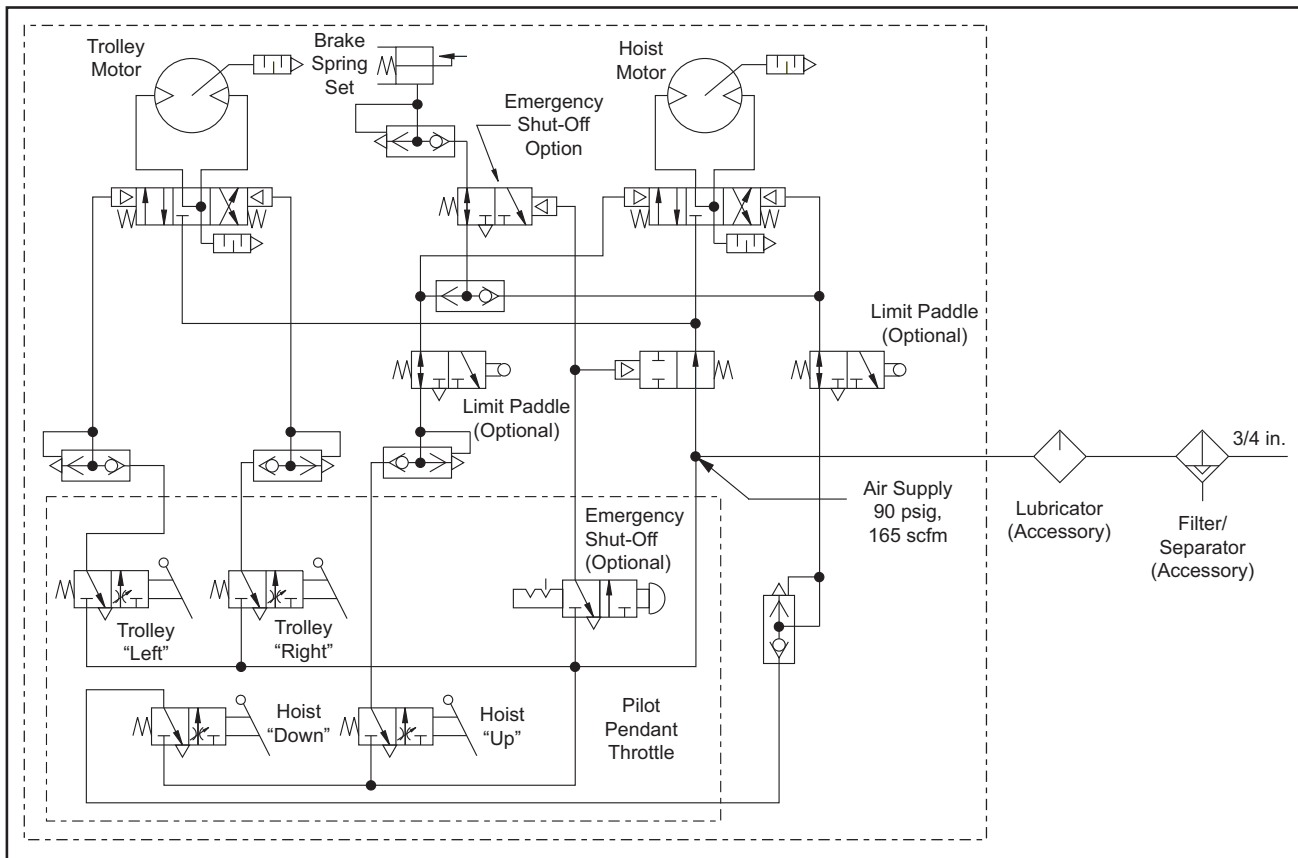 Trolley
Motor
Brake
Spring
Set
Emergency
Shut-Off
Option
Hoist
Motor
Limit Paddle
(Optional)
Limit Paddle
(Optional)
3/4 in.
Air Supply
90 psig,
165 scfm
Lubricator
(Accessory)
Filter/
Separator
(Accessory)
Emergency
Shut-Off
(Optional)
Trolley
“Left”
Trolley
“Right”
Hoist
“Down”
Hoist
“Up”
Pilot
Pendant
Throttle